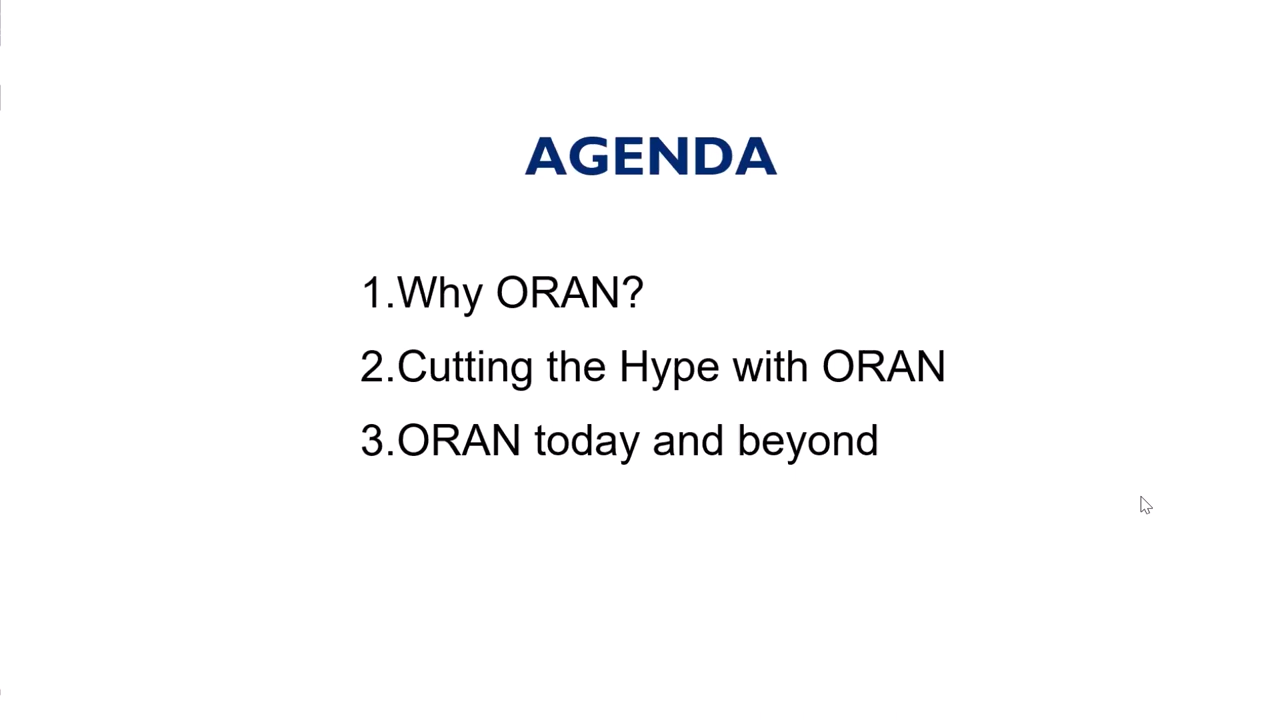 AGENDA
1.Why ORAN?
2.Cutting the Hype with ORAN
3.ORAN today and beyond